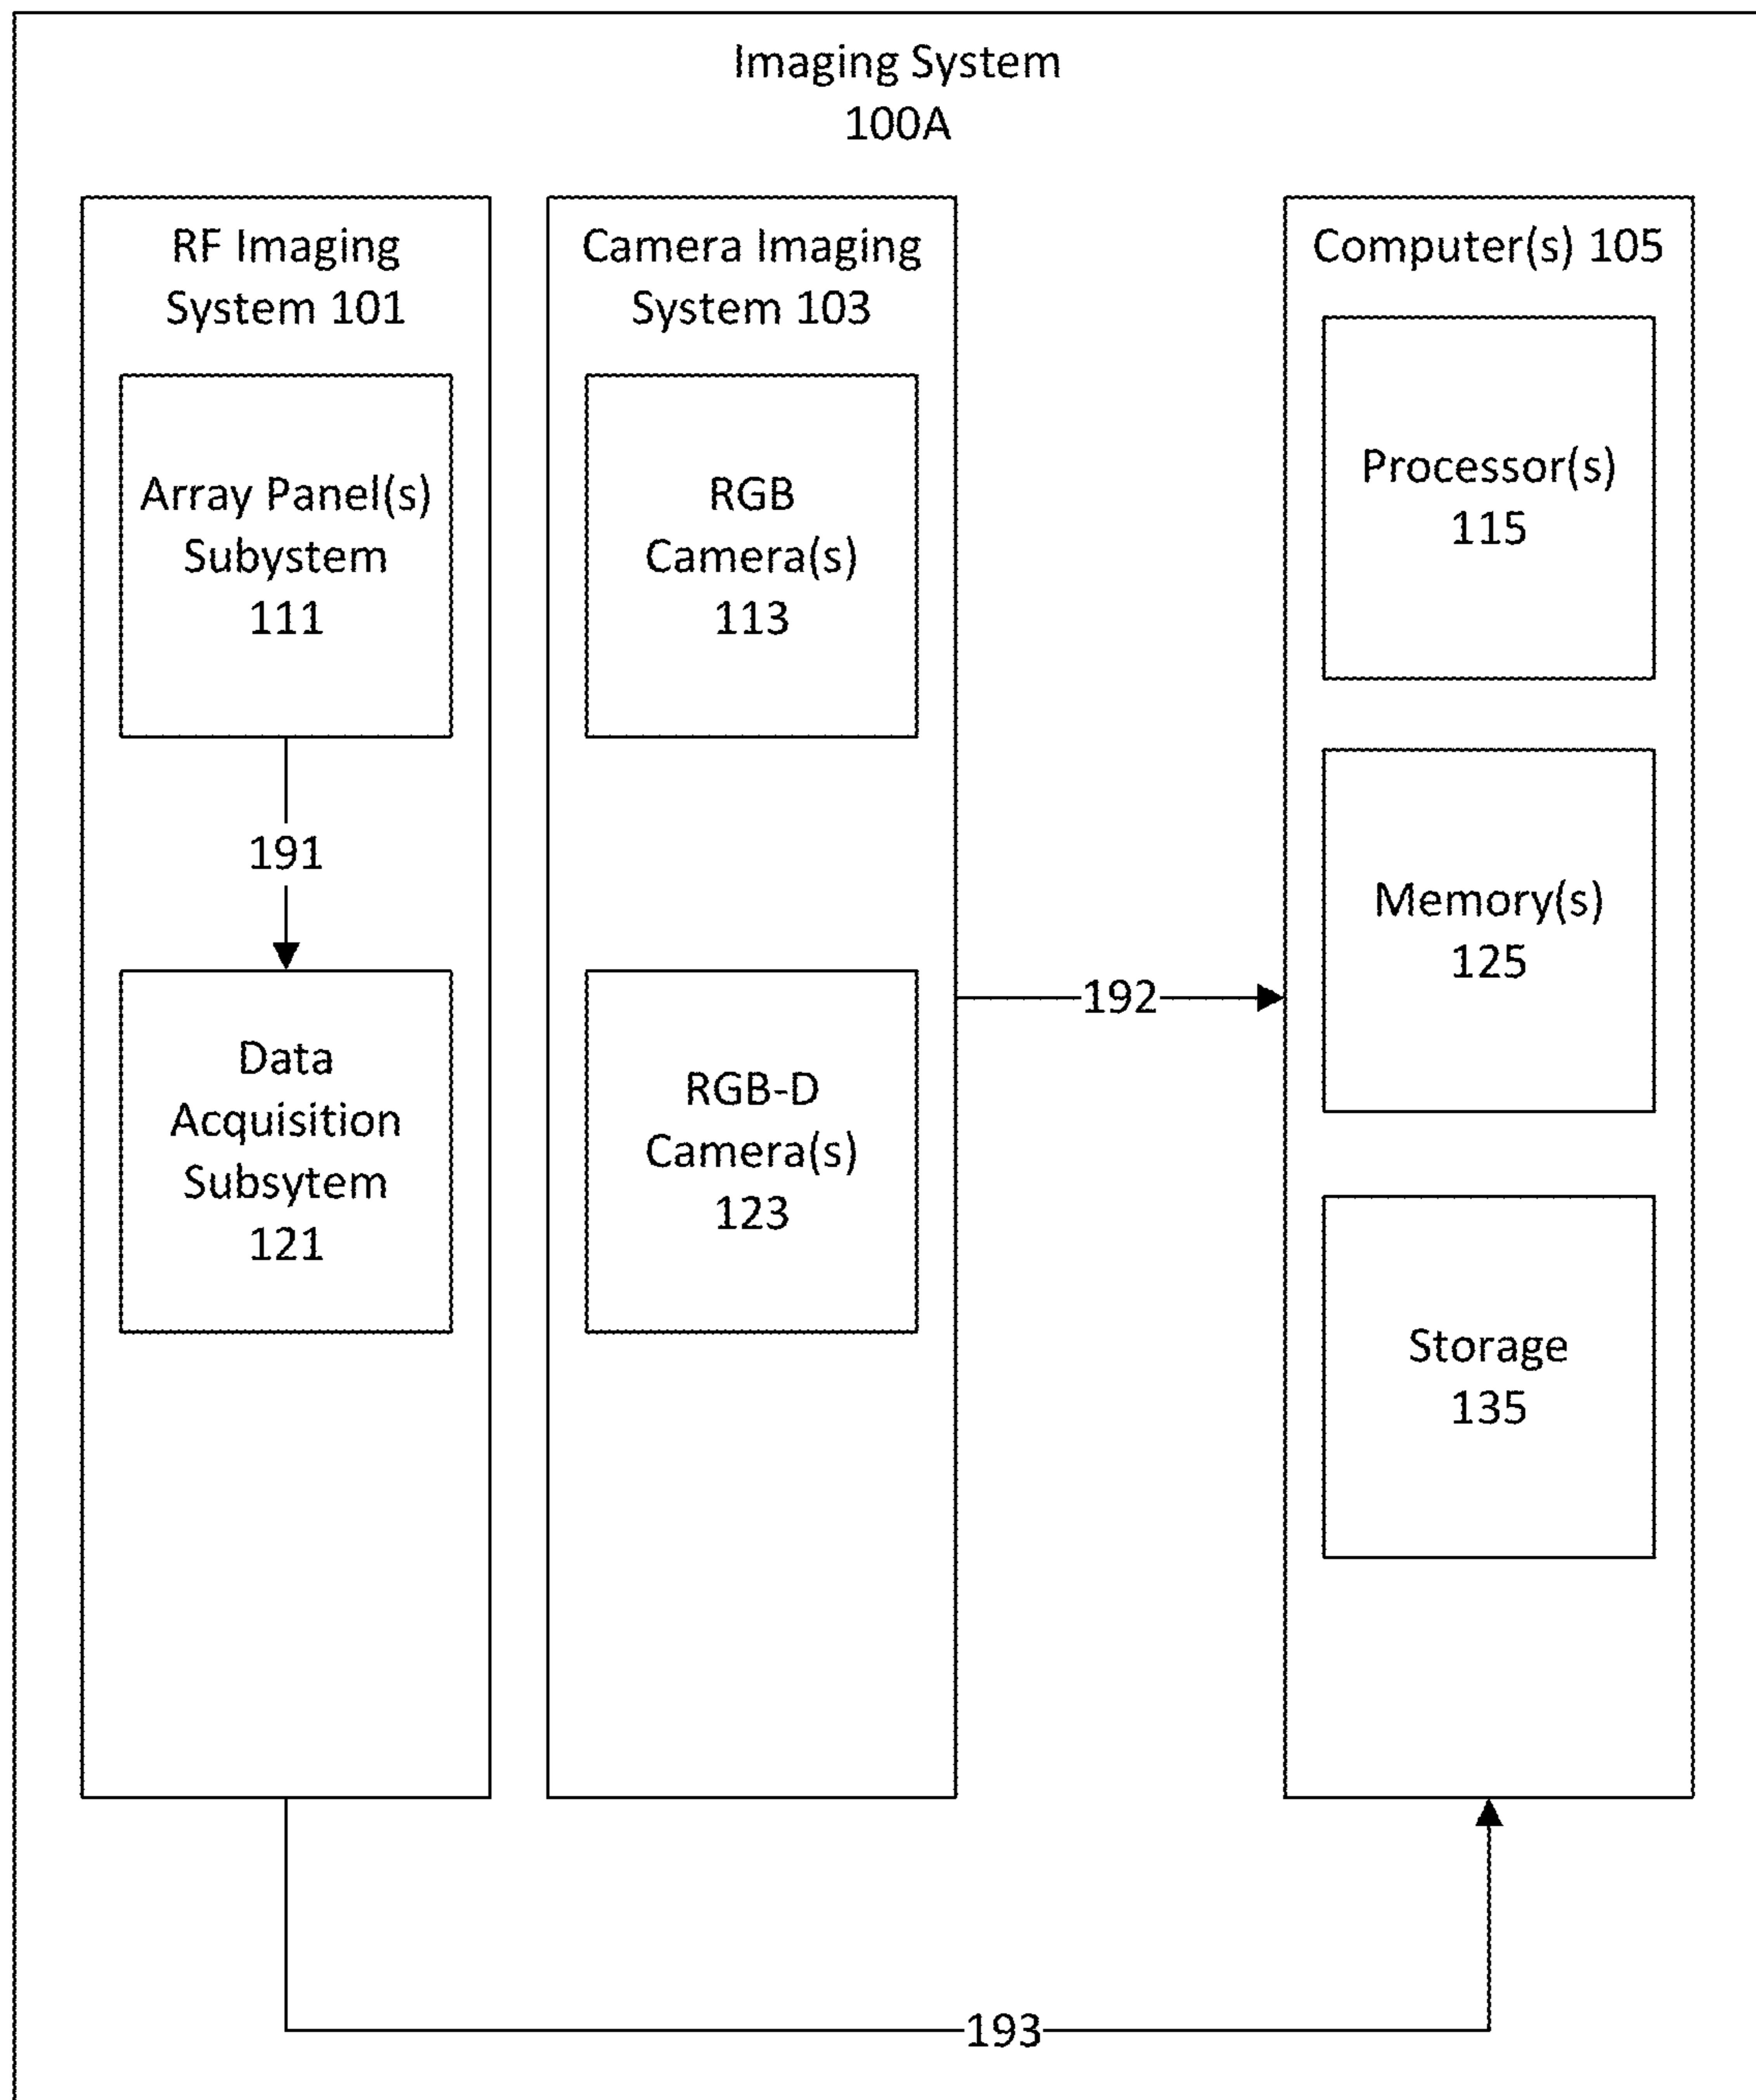 Imaging System
100A
RF Imaging
System 101
Array Panel(s)
Subystem
111
191
Data
Acquisition
Subsytem
121
Camera Imaging
System 103
RGB
Camera(s)
113
RGB-D
Camera(s)
123
192
Computer(s) 105
Processor(s)
115
Memory(s)
125
Storage
135
193